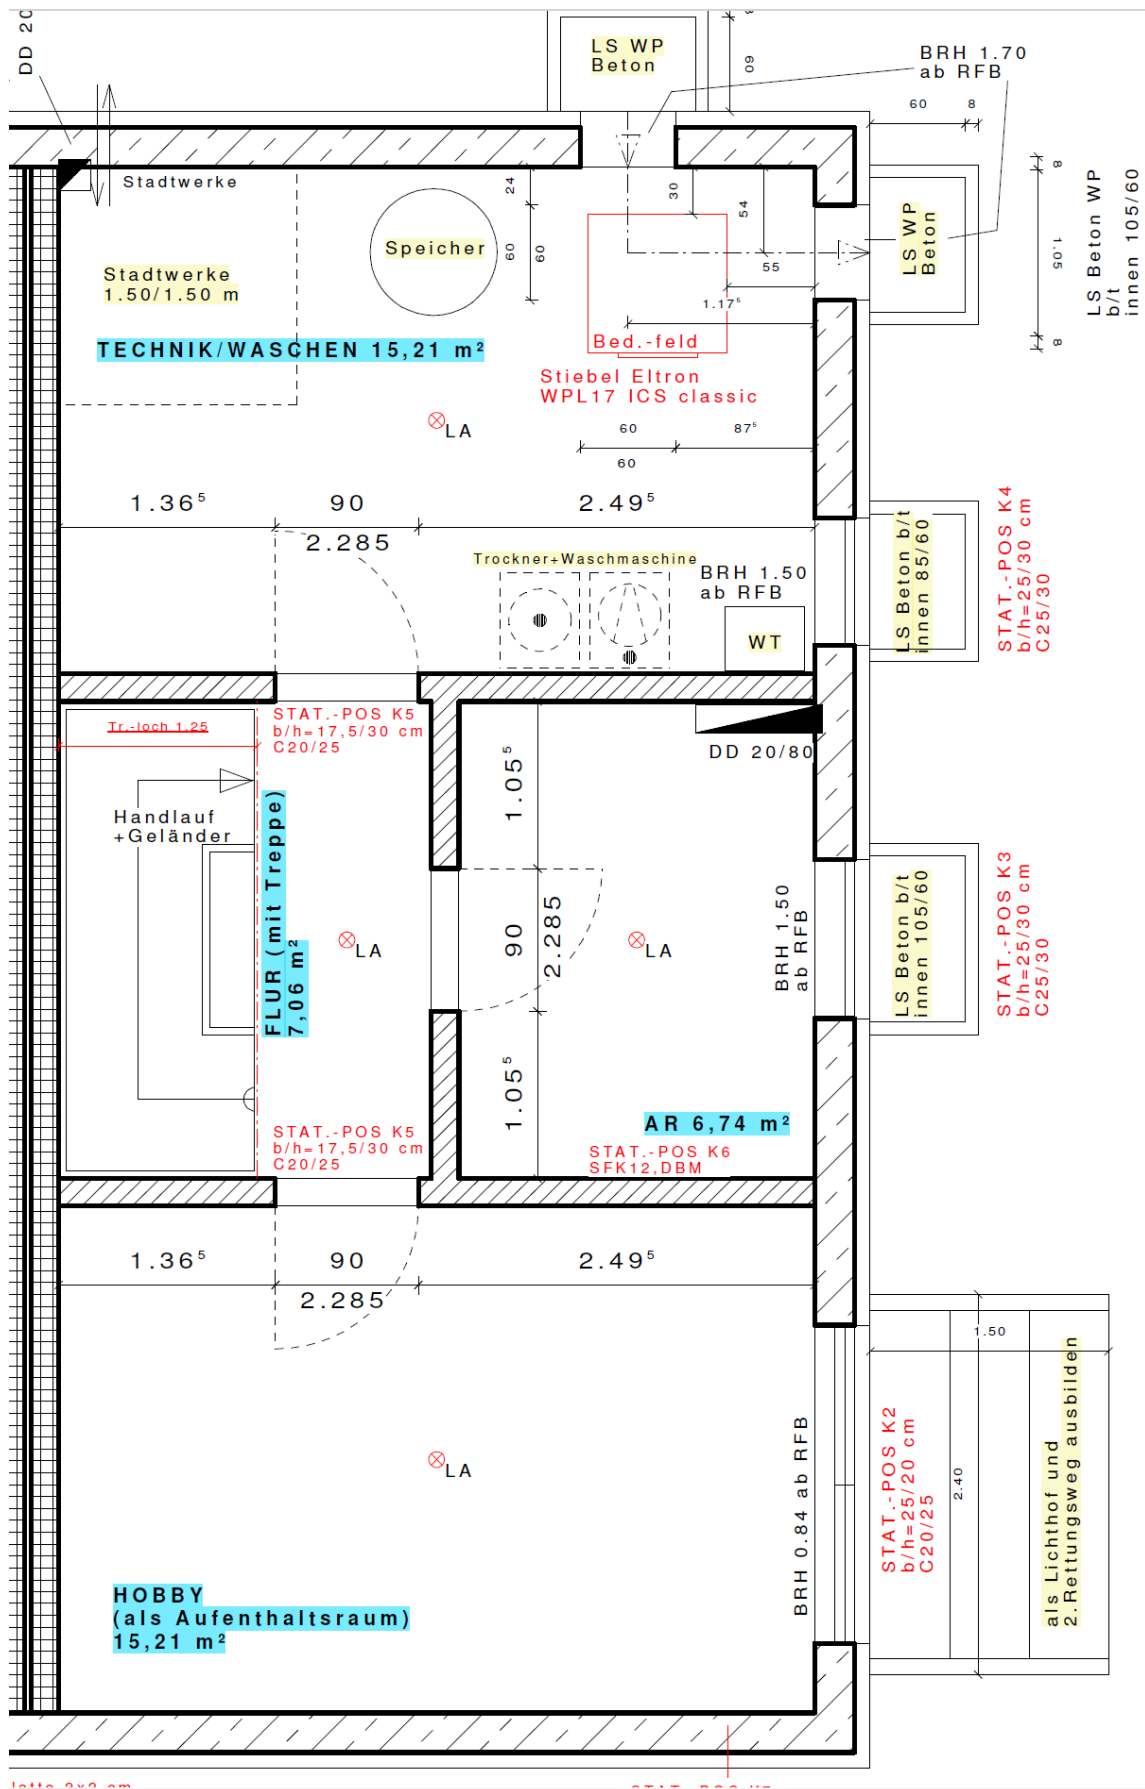 DD 20
LS WP
Beton
60
BRH 1.70
ab RFB
60
8
Stadtwerke
24
30
54
8
Speicher
60
60
LS WP
Beton
1.05
LS Beton WP
b/t
innen 105/60
Stadtwerke
1.50/1.50 m
55
1.17⁵
8
TECHNIK/WASCHEN 15,21 m²
Bed.-feld
Stiebel Eltron
WPL17 ICS classic
LA
60
87⁵
60
1.36⁵
90
2.49⁵
2.285
Trockner+Waschmaschine
BRH 1.50
ab RFB
WT
LS Beton b/t
innen 85/60
STAT.-POS K4
b/h=25/30 cm
C25/30
Tr.-loch 1.25
STAT.-POS K5
b/h=17,5/30 cm
C20/25
DD 20/80
1.05⁵
Handlauf
+Geländer
FLUR (mit Treppe)
7,06 m²
LA
90
2.285
LA
BRH 1.50
ab RFB
LS Beton b/t
innen 105/60
STAT.-POS K3
b/h=25/30 cm
C25/30
1.05⁵
STAT.-POS K5
b/h=17,5/30 cm
C20/25
AR 6,74 m²
STAT.-POS K6
SFK12,DBM
1.36⁵
90
2.49⁵
2.285
1.50
LA
BRH 0.84 ab RFB
STAT.-POS K2
b/h=25/20 cm
C20/25
2.40
als Lichthof und
2.Rettungsweg ausbilden
HOBBY
(als Aufenthaltsraum)
15,21 m²